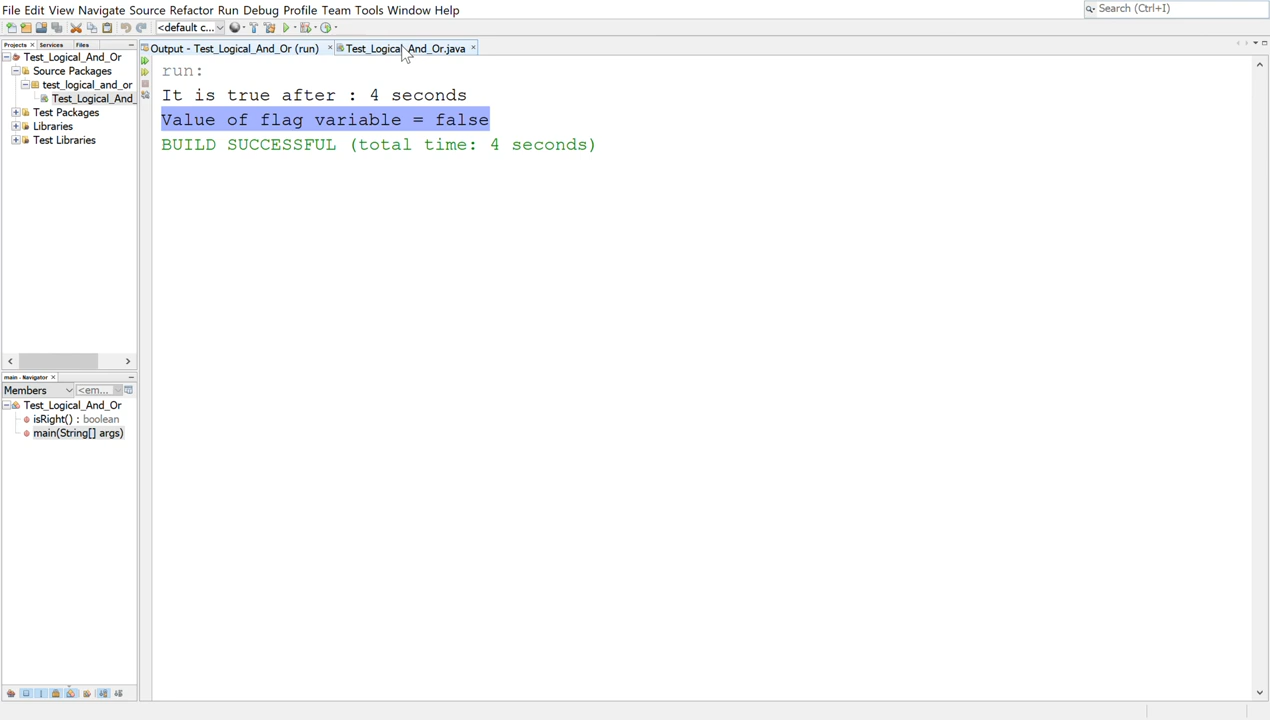 File Edit View Navigate Source Refactor Run Debug Profile Team Tools Window Help
Search (Ctrl+I)
<default c...
Projects Services Files
Output - Test_Logical_And_Or (run) Test_Logical_And_Or.java
Test_Logical_And_Or
Source Packages
test_logical_and_or
Test_Logical_And_
Test Packages
Libraries
Test Libraries
run:
It is true after : 4 seconds
Value of flag variable = false
BUILD SUCCESSFUL (total time: 4 seconds)
main - Navigator
Members <em...
Test_Logical_And_Or
isRight() : boolean
main(String[] args)